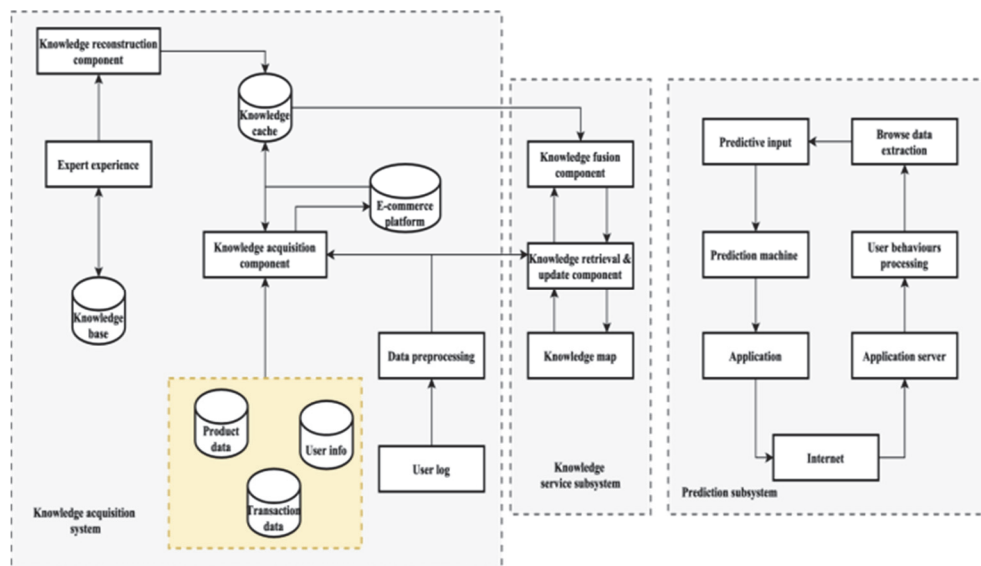 Knowledge reconstruction
component
Knowledge
cache
Expert experience
E-commerce
platform
Knowledge acquisition
component
Knowledge
base
Data preprocessing
Product
data
User info
Transaction
data
User log
Knowledge acquisition
system
Knowledge fusion
component
Knowledge retrieval &
update component
Knowledge map
Knowledge
service subsystem
Predictive input
Browse data
extraction
Prediction machine
User behaviours
processing
Application
Application server
Internet
Prediction subsystem